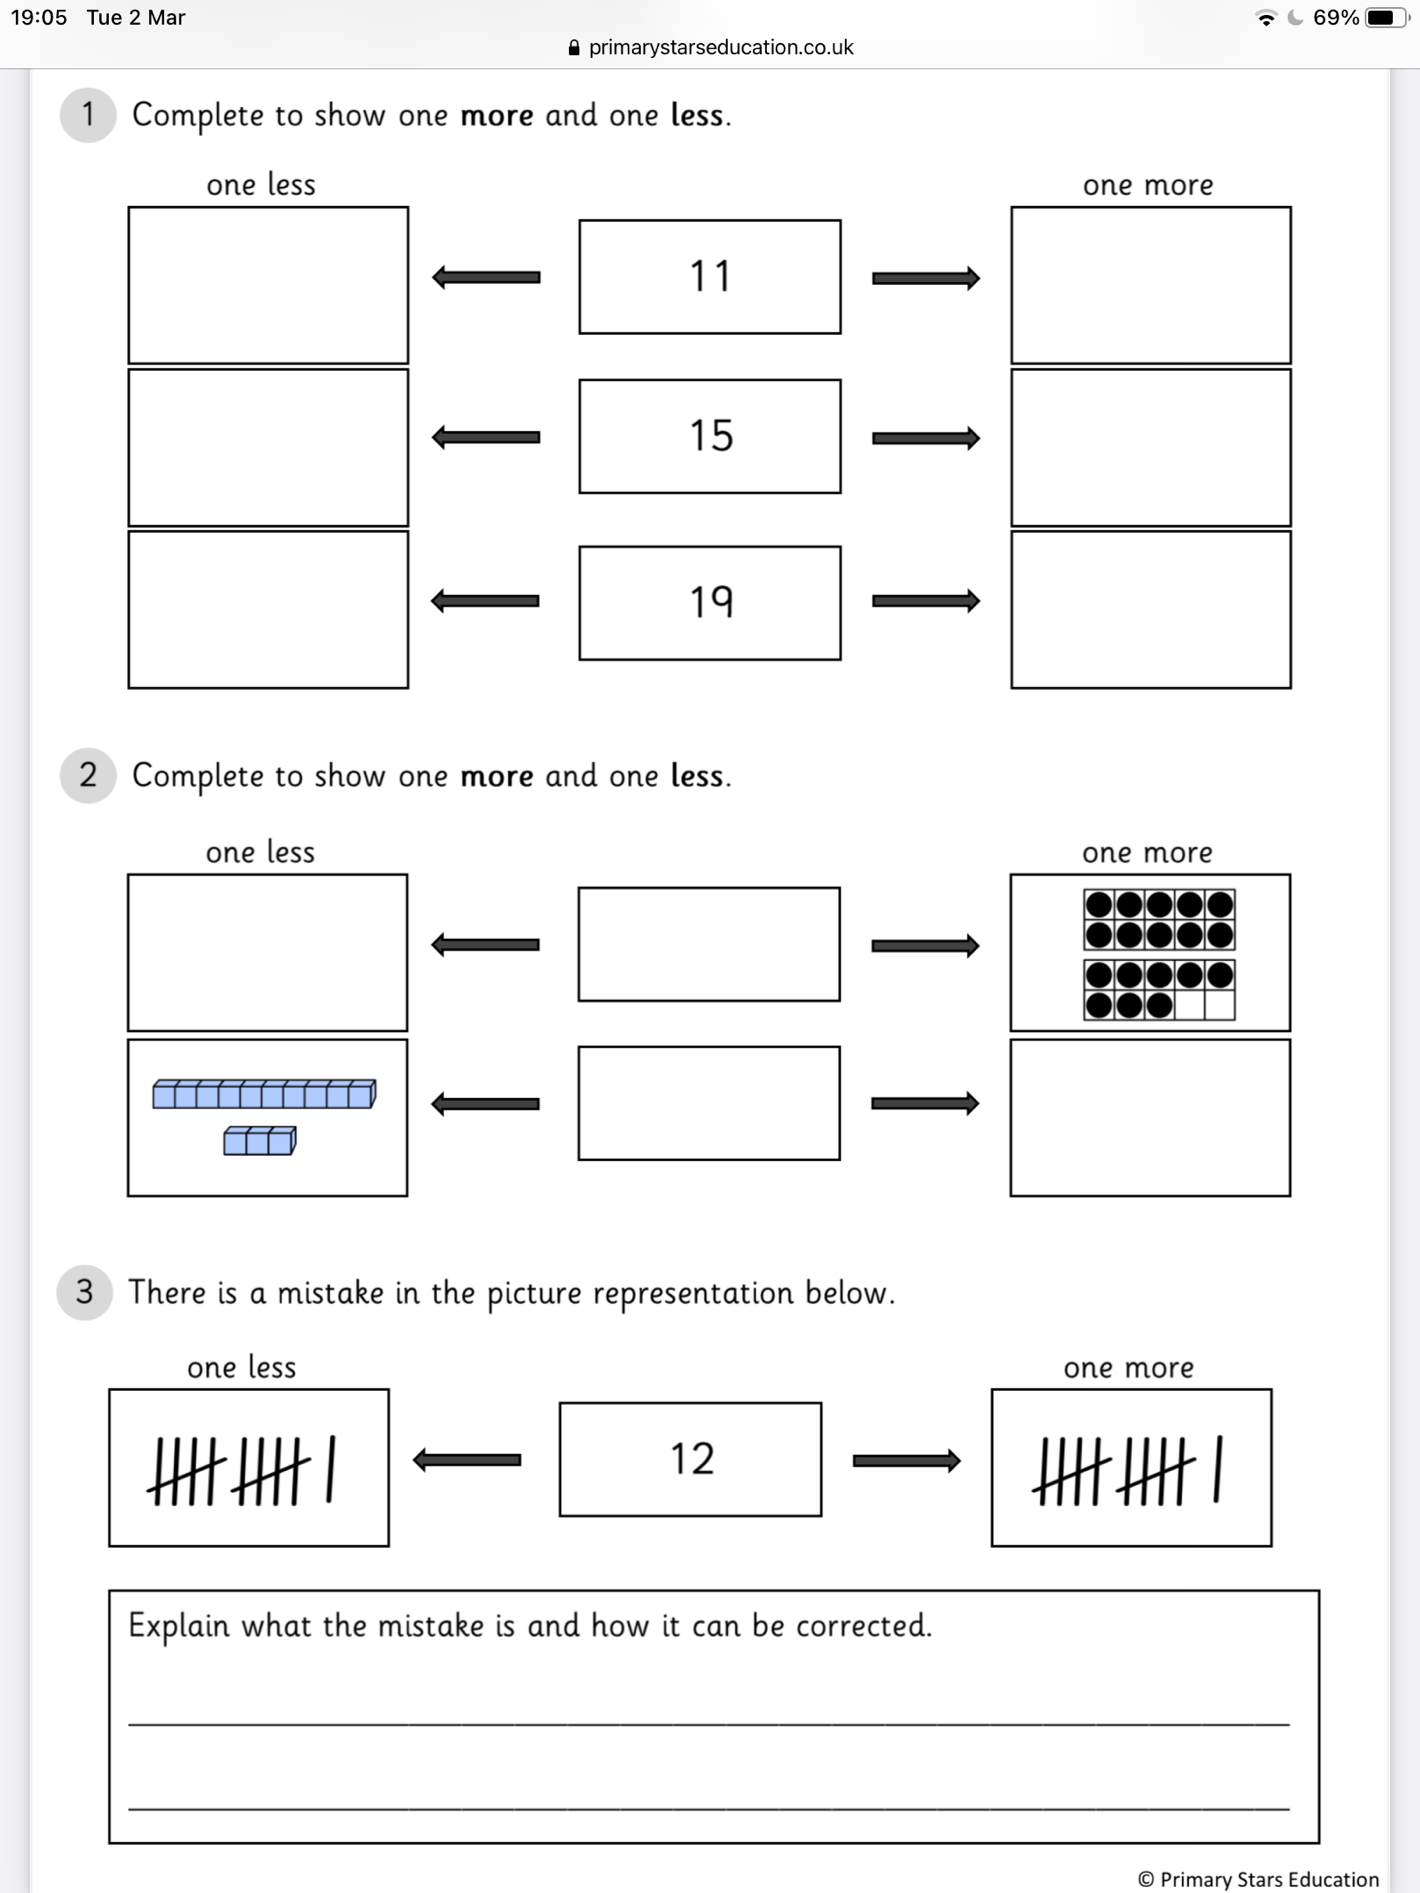 19:05 Tue 2 Mar 69%
primarystarseducation.co.uk
1 Complete to show one more and one less.
one less one more
11
15
19
2 Complete to show one more and one less.
one less one more
3 There is a mistake in the picture representation below.
one less one more
12
Explain what the mistake is and how it can be corrected.
© Primary Stars Education